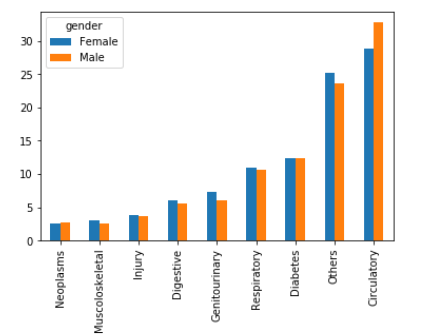 gender
Female
Male
30
25
20
15
10
5
0
Neoplasms
Muscoloskeletal
Injury
Digestive
Genitourinary
Respiratory
Diabetes
Others
Circulatory